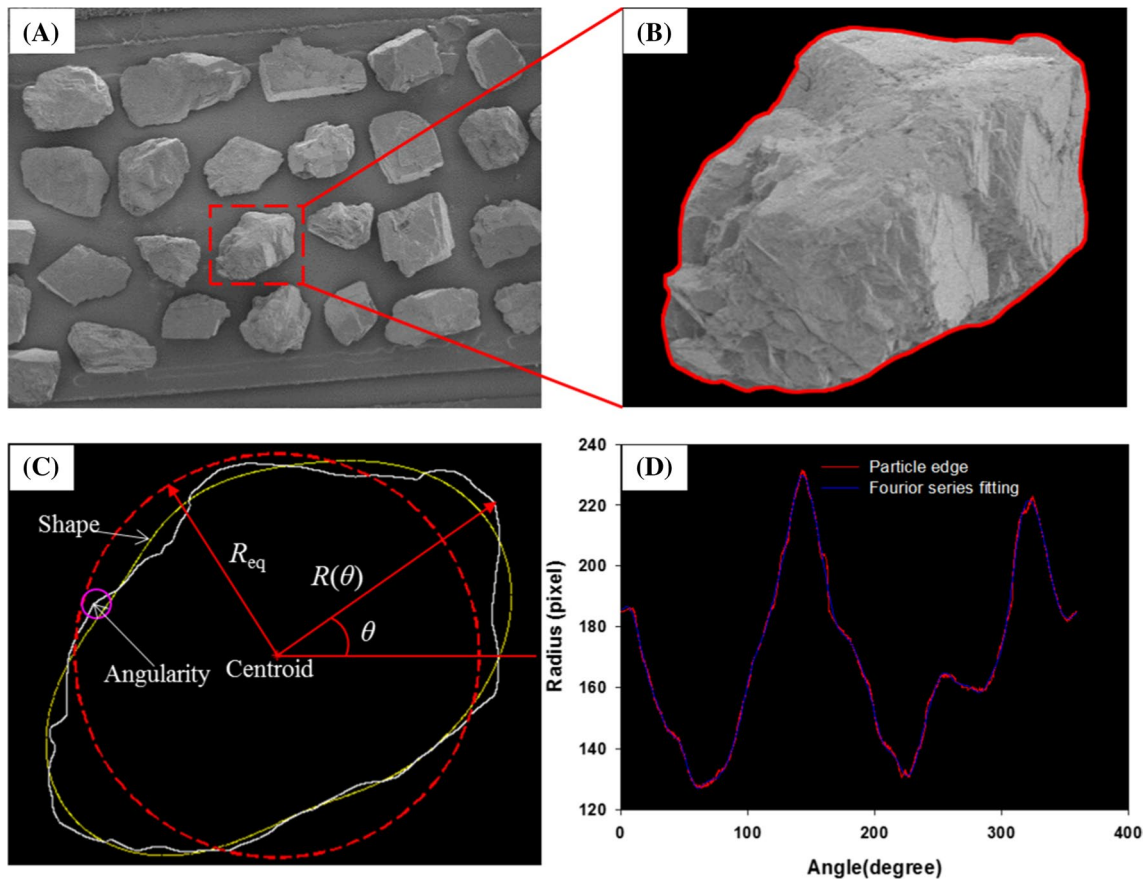 (A)
(B)
(C)
Shape
R_eq
R(θ)
θ
Angularity
Centroid
(D)
Particle edge
Fourior series fitting
240
220
200
180
160
140
120
Radius (pixel)
0
100
200
300
400
Angle(degree)